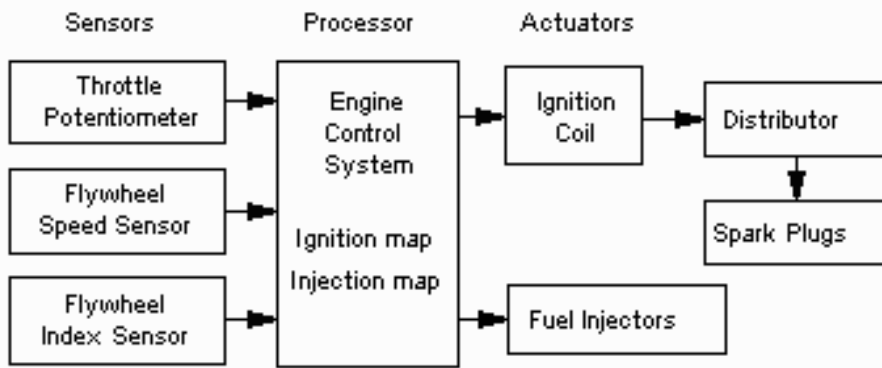 Sensors
Processor
Actuators
Throttle
Potentiometer
Flywheel
Speed Sensor
Flywheel
Index Sensor
Engine
Control
System
Ignition map
Injection map
Ignition
Coil
Distributor
Spark Plugs
Fuel Injectors